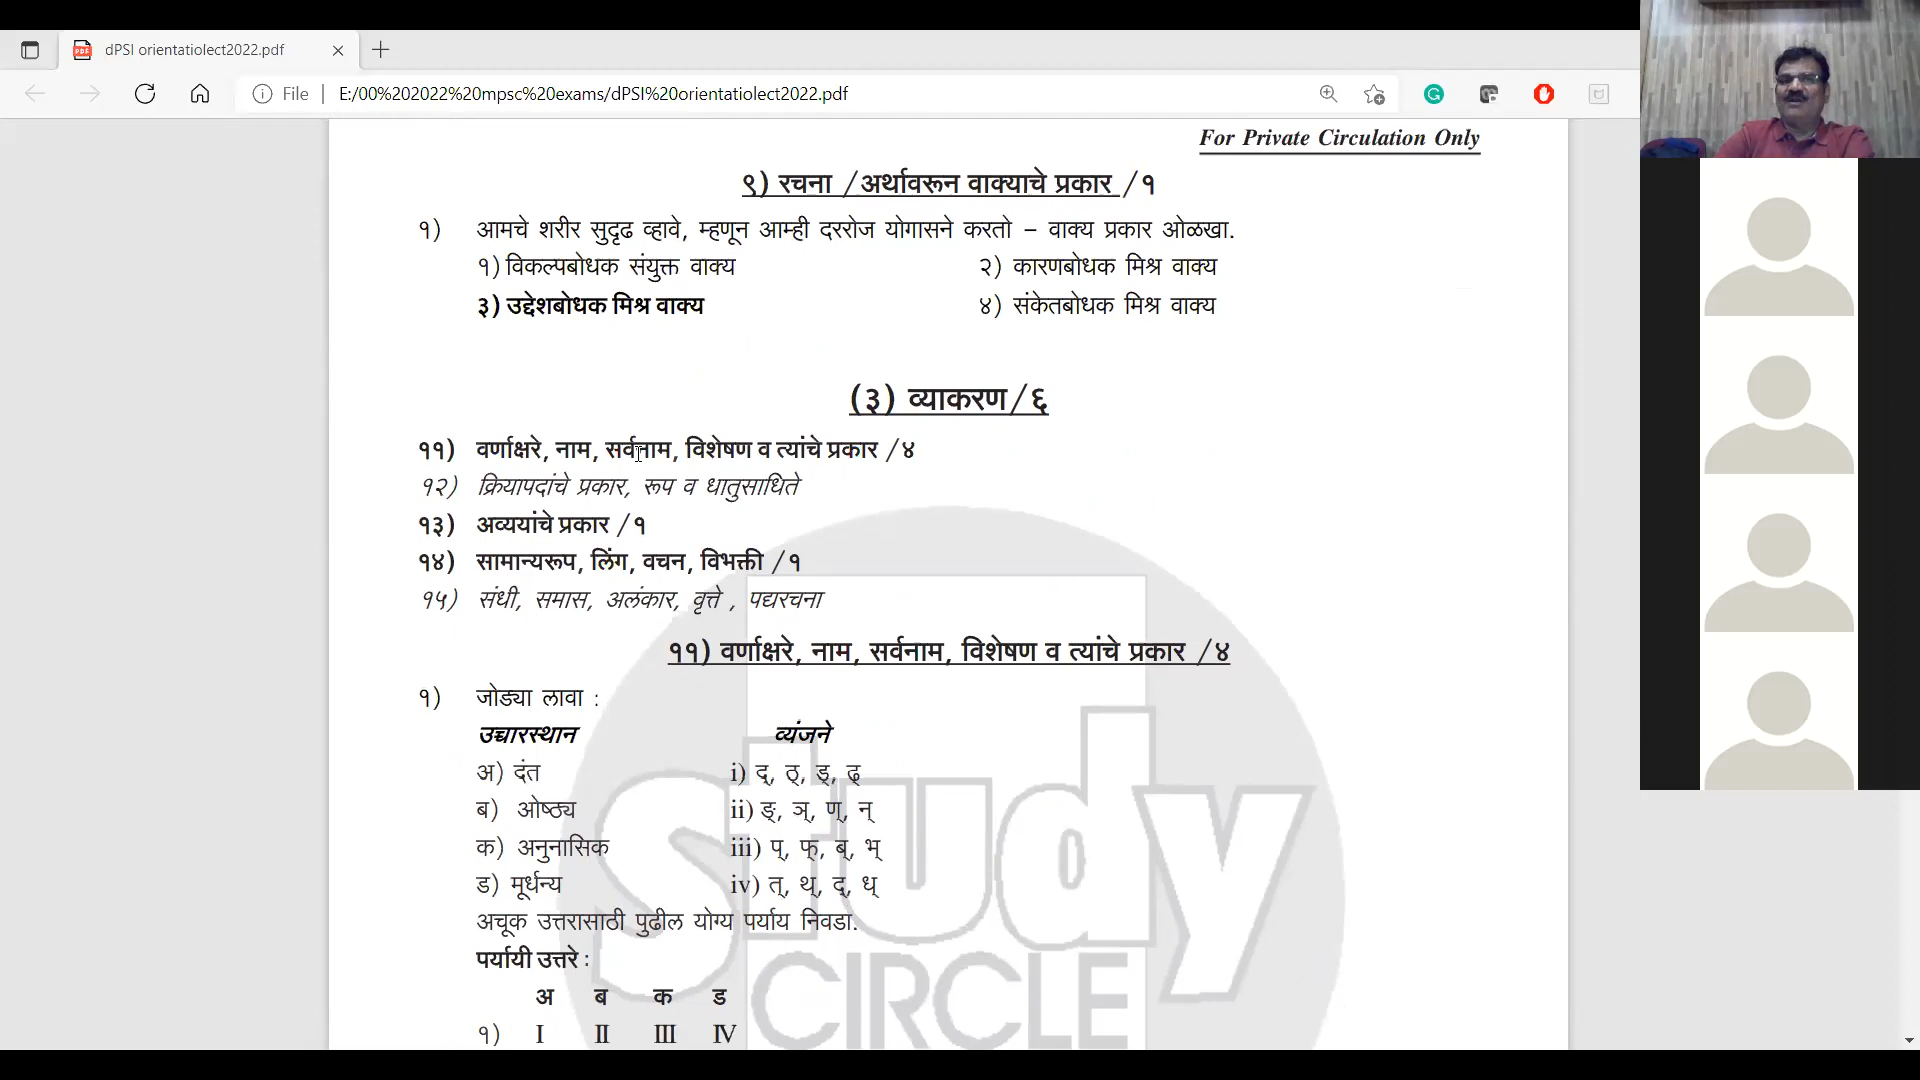 dPSI orientatiolect2022.pdf
File E:/00%202022%20mpsc%20exams/dPSI%20orientatiolect2022.pdf
For Private Circulation Only
९) रचना /अर्थावरून वाक्याचे प्रकार /१
१) आमचे शरीर सुदृढ व्हावे, म्हणून आम्ही दररोज योगासने करतो – वाक्य प्रकार ओळखा.
१) विकल्पबोधक संयुक्त वाक्य २) कारणबोधक मिश्र वाक्य
३) उद्देशबोधक मिश्र वाक्य ४) संकेतबोधक मिश्र वाक्य
(३) व्याकरण/६
११) वर्णाक्षरे, नाम, सर्वनाम, विशेषण व त्यांचे प्रकार /४
१२) क्रियापदांचे प्रकार, रूप व धातुसाधिते
१३) अव्ययांचे प्रकार /१
१४) सामान्यरूप, लिंग, वचन, विभक्ती /१
१५) संधी, समास, अलंकार, वृत्ते , पद्यरचना
११) वर्णाक्षरे, नाम, सर्वनाम, विशेषण व त्यांचे प्रकार /४
१) जोड्या लावा :
उच्चारस्थान व्यंजने
अ) दंत i) द्, ठ्, ड्, ढ्
ब) ओष्ठ्य ii) ङ्, ञ्, ण्, न्
क) अनुनासिक iii) प्, फ्, ब्, भ्
ड) मूर्धन्य iv) त्, थ्, द्, ध्
अचूक उत्तरासाठी पुढील योग्य पर्याय निवडा.
पर्यायी उत्तरे :
अ ब क ड
१) I II III IV
Study
CIRCLE